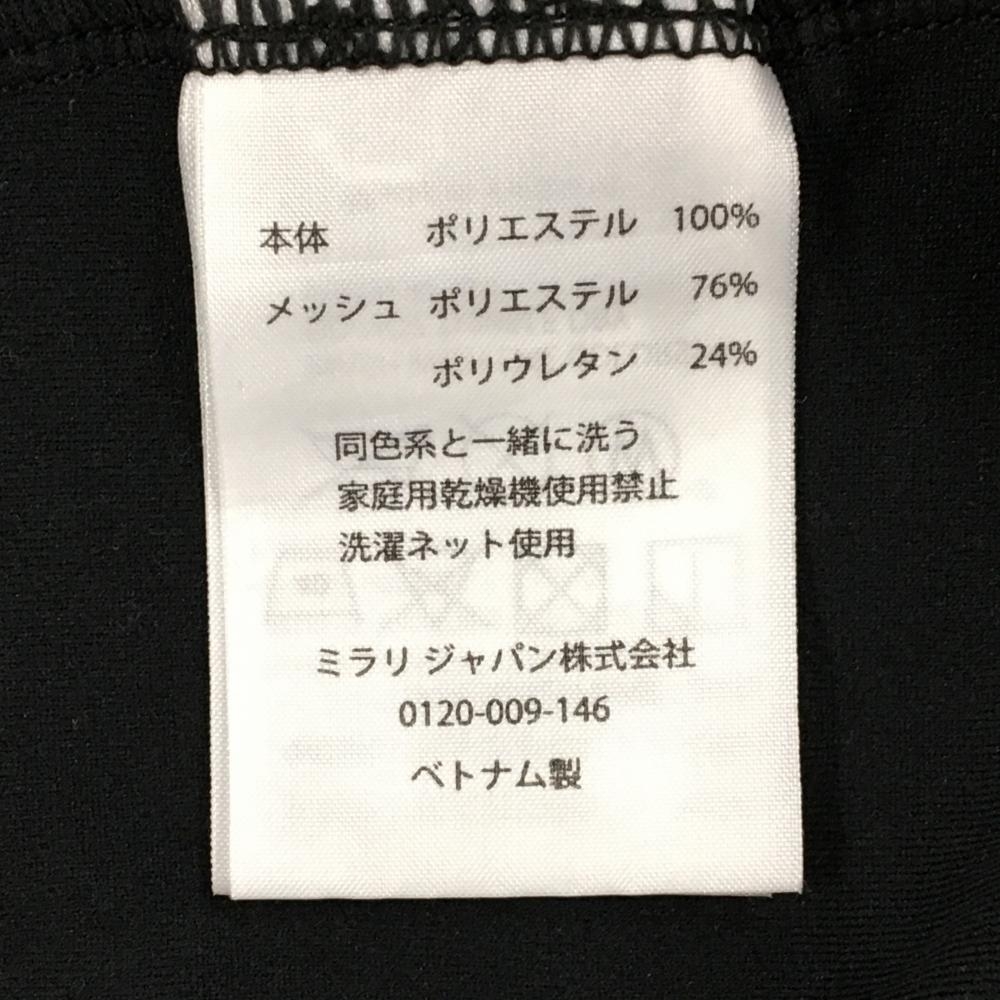 本体 ポリエステル 100%
メッシュ ポリエステル 76%
ポリウレタン 24%
同色系と一緒に洗う
家庭用乾燥機使用禁止
洗濯ネット使用
ミラリ ジャパン株式会社
0120-009-146
ベトナム製